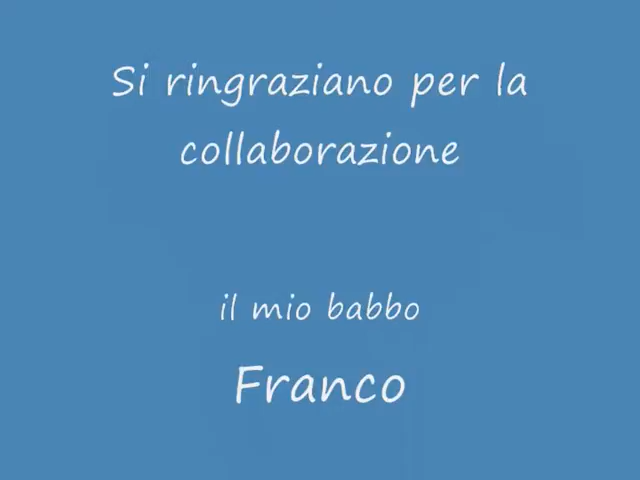 Si ringraziano per la
collaborazione
il mio babbo
Franco